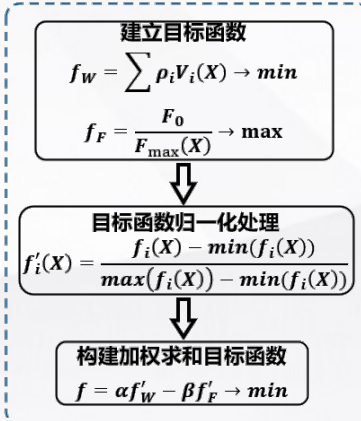 建立目标函数
f_W = ∑ ρ_i V_i(X) → min
f_F = F_0 / F_max(X) → max
目标函数归一化处理
f'_i(X) = (f_i(X) − min(f_i(X))) / (max(f_i(X)) − min(f_i(X)))
构建加权求和目标函数
f = αf'_W − βf'_F → min